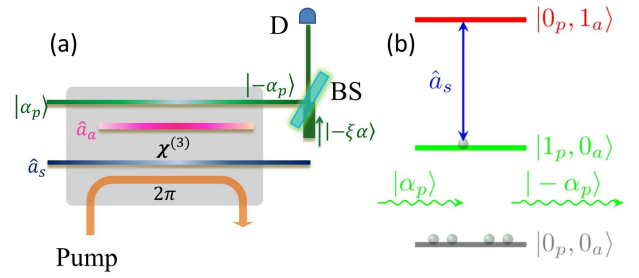 (a)
D
|−α_p⟩
BS
|α_p⟩
â_a
|−ξα⟩
χ^(3)
â_s
2π
Pump
(b)
|0_p, 1_a⟩
â_s
|1_p, 0_a⟩
|α_p⟩
|−α_p⟩
|0_p, 0_a⟩